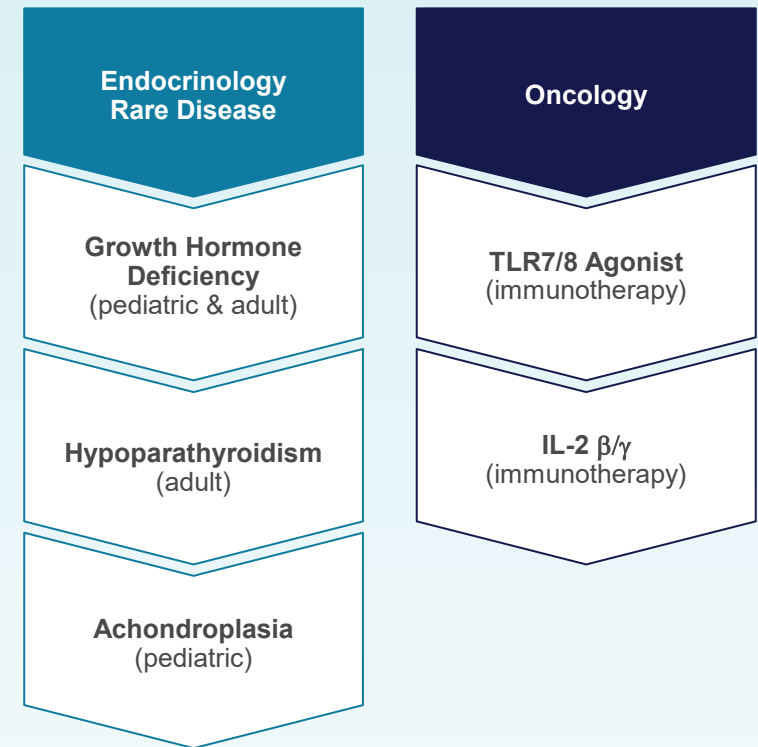 Endocrinology
Rare Disease
Growth Hormone
Deficiency
(pediatric & adult)
Hypoparathyroidism
(adult)
Achondroplasia
(pediatric)
Oncology
TLR7/8 Agonist
(immunotherapy)
IL-2 β/γ
(immunotherapy)